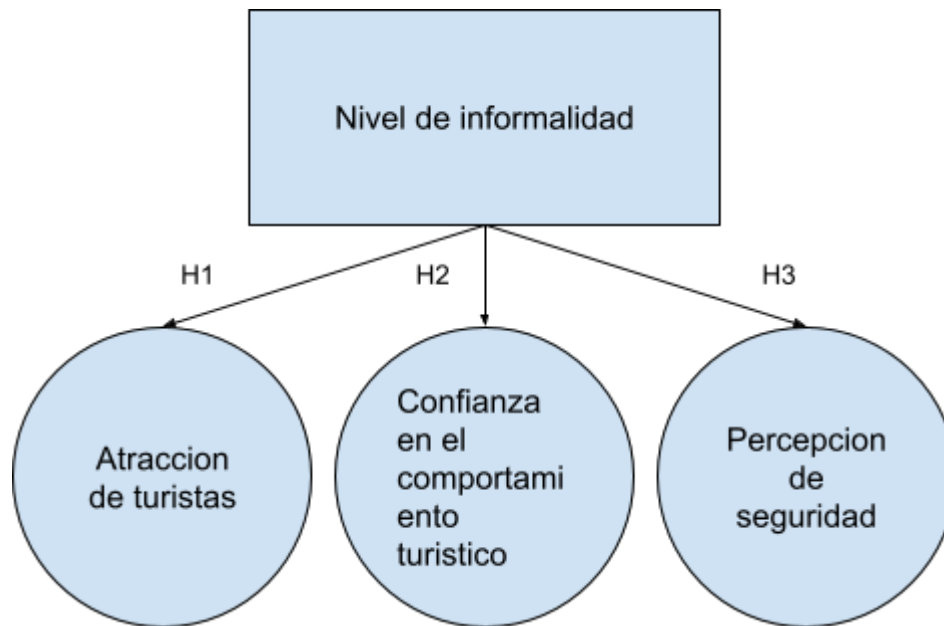 Nivel de informalidad
H1
H2
H3
Atraccion
de turistas
Confianza
en el
comportami
ento
turistico
Percepcion
de
seguridad